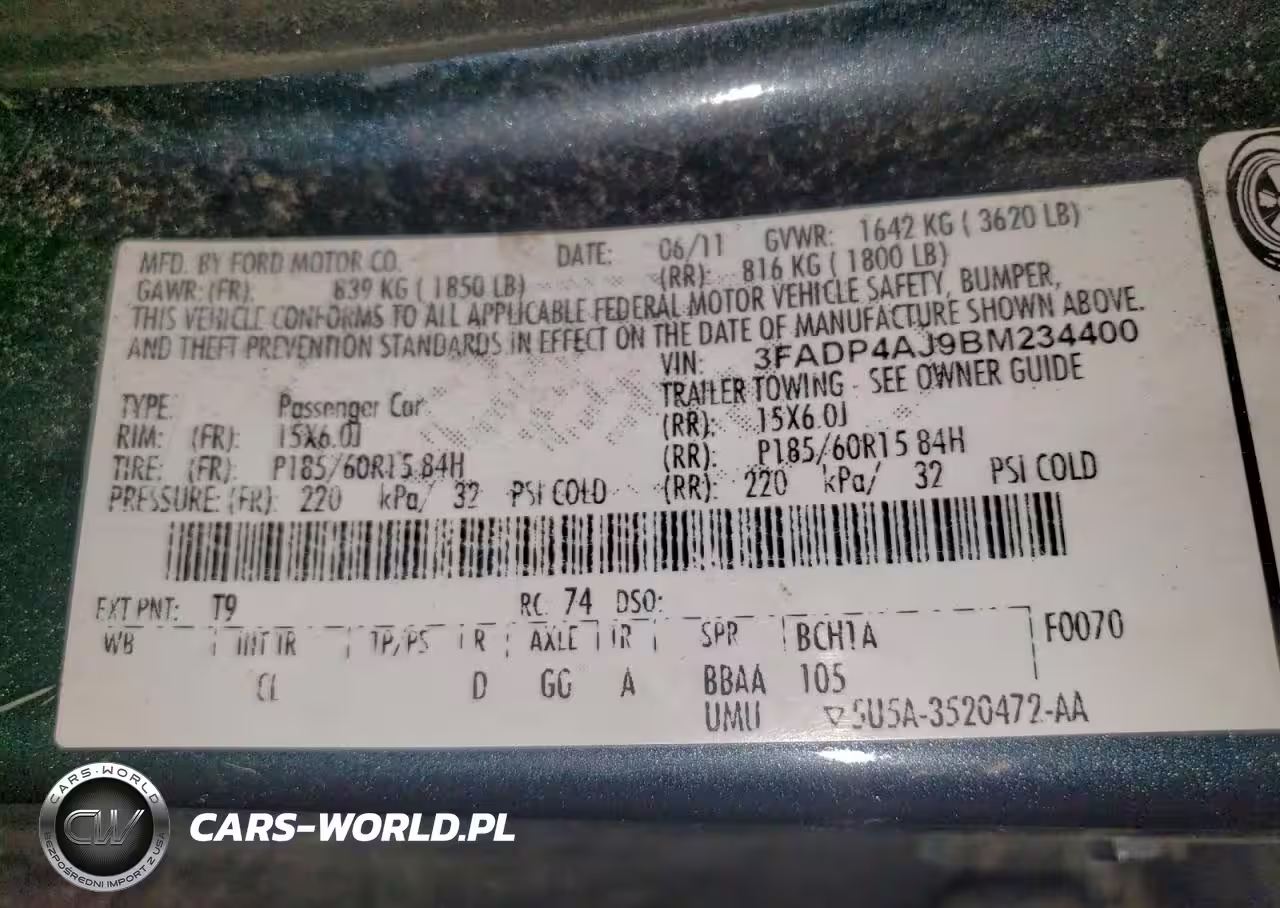 MFD. BY FORD MOTOR CO. DATE: 06/11 GVWR: 1642 KG ( 3620 LB)
GAWR: (FR): 839 KG ( 1850 LB) (RR): 816 KG ( 1800 LB)
THIS VEHICLE CONFORMS TO ALL APPLICABLE FEDERAL MOTOR VEHICLE SAFETY, BUMPER,
AND THEFT PREVENTION STANDARDS IN EFFECT ON THE DATE OF MANUFACTURE SHOWN ABOVE.
VIN: 3FADP4AJ9BM234400
TYPE: Passenger Car TRAILER TOWING - SEE OWNER GUIDE
RIM: (FR): 15X6.0J (RR): 15X6.0J
TIRE: (FR): P185/60R15 84H (RR): P185/60R15 84H
PRESSURE: (FR): 220 kPa/ 32 PSI COLD (RR): 220 kPa/ 32 PSI COLD
EXT PNT: T9 RC: 74 DSO:
WB INT TR TP/PS R AXLE TR SPR BCH1A F0070
CL D GG A BBAA 105
UMU ▽5U5A-3520472-AA
CARS-WORLD
CW
BEZPOŚREDNI IMPORT Z USA
CARS-WORLD.PL